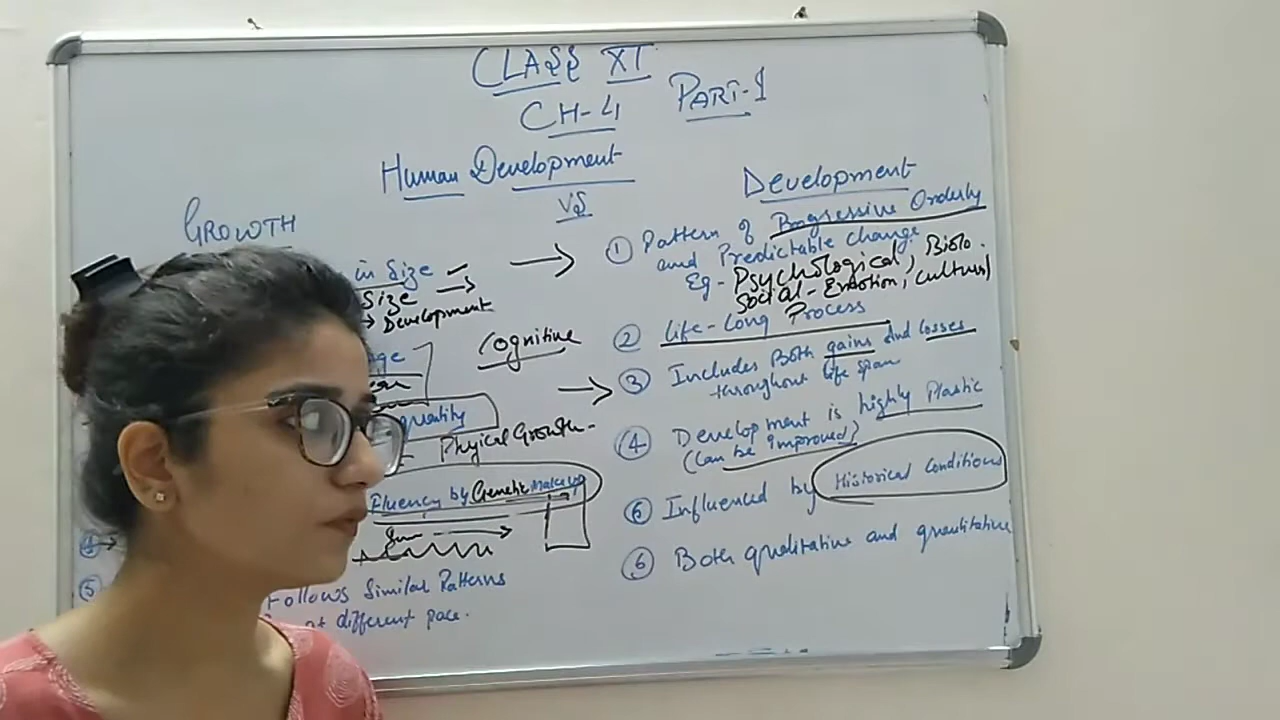 CLASS XI
CH-4 PART-1
Human Development
VS
GROWTH
in Size
Size
→ Development
Cognitive
quantity
Physical Growth-
Fluency by Genetic Makeup
④→
⑤
Follows Similar Patterns
at different pace.
Development
① Pattern of Progressive Orderly
and Predictable change
Eg- Psychological, Biolo.
Social-Emotion, Cultural
② Life-Long Process
③ Includes Both gains and losses
throughout life span
④ Development is highly Plastic
(Can be Improved)
Influenced by Historical Conditions
⑥ Both qualitative and quantitative